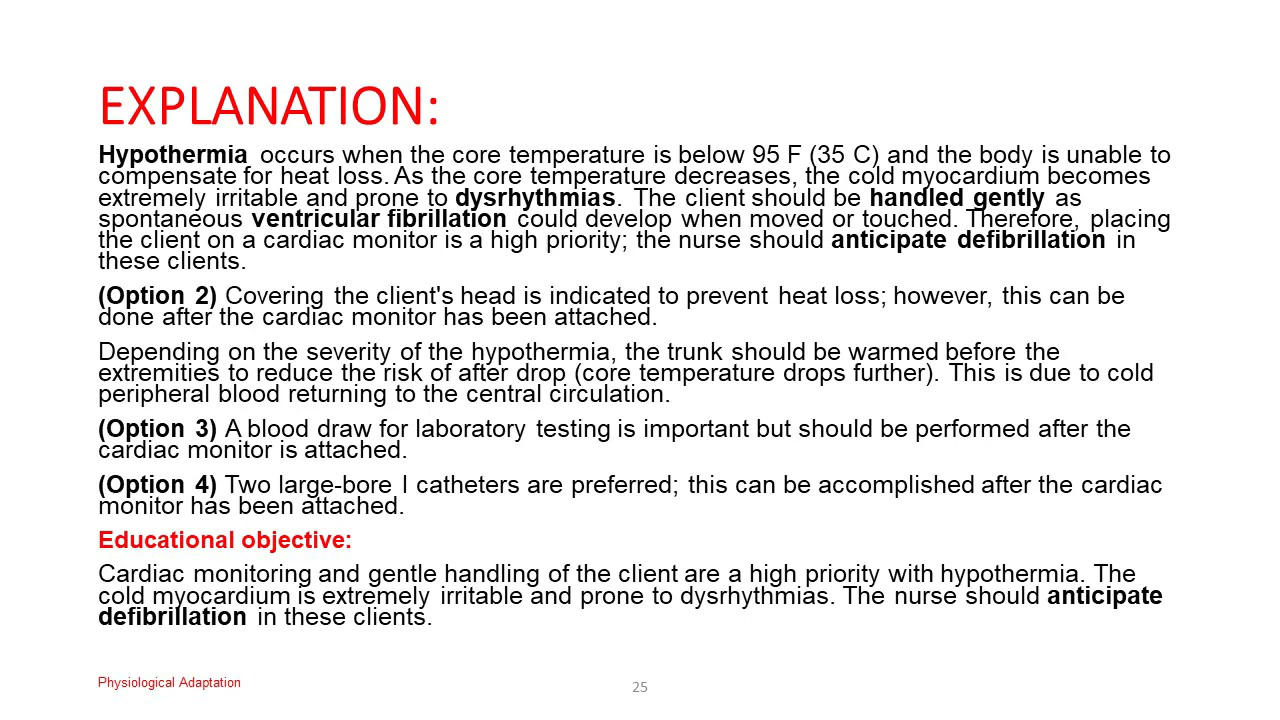 EXPLANATION:
Hypothermia occurs when the core temperature is below 95 F (35 C) and the body is unable to
compensate for heat loss. As the core temperature decreases, the cold myocardium becomes
extremely irritable and prone to dysrhythmias. The client should be handled gently as
spontaneous ventricular fibrillation could develop when moved or touched. Therefore, placing
the client on a cardiac monitor is a high priority; the nurse should anticipate defibrillation in
these clients.
(Option 2) Covering the client's head is indicated to prevent heat loss; however, this can be
done after the cardiac monitor has been attached.
Depending on the severity of the hypothermia, the trunk should be warmed before the
extremities to reduce the risk of after drop (core temperature drops further). This is due to cold
peripheral blood returning to the central circulation.
(Option 3) A blood draw for laboratory testing is important but should be performed after the
cardiac monitor is attached.
(Option 4) Two large-bore I catheters are preferred; this can be accomplished after the cardiac
monitor has been attached.
Educational objective:
Cardiac monitoring and gentle handling of the client are a high priority with hypothermia. The
cold myocardium is extremely irritable and prone to dysrhythmias. The nurse should anticipate
defibrillation in these clients.
Physiological Adaptation
25